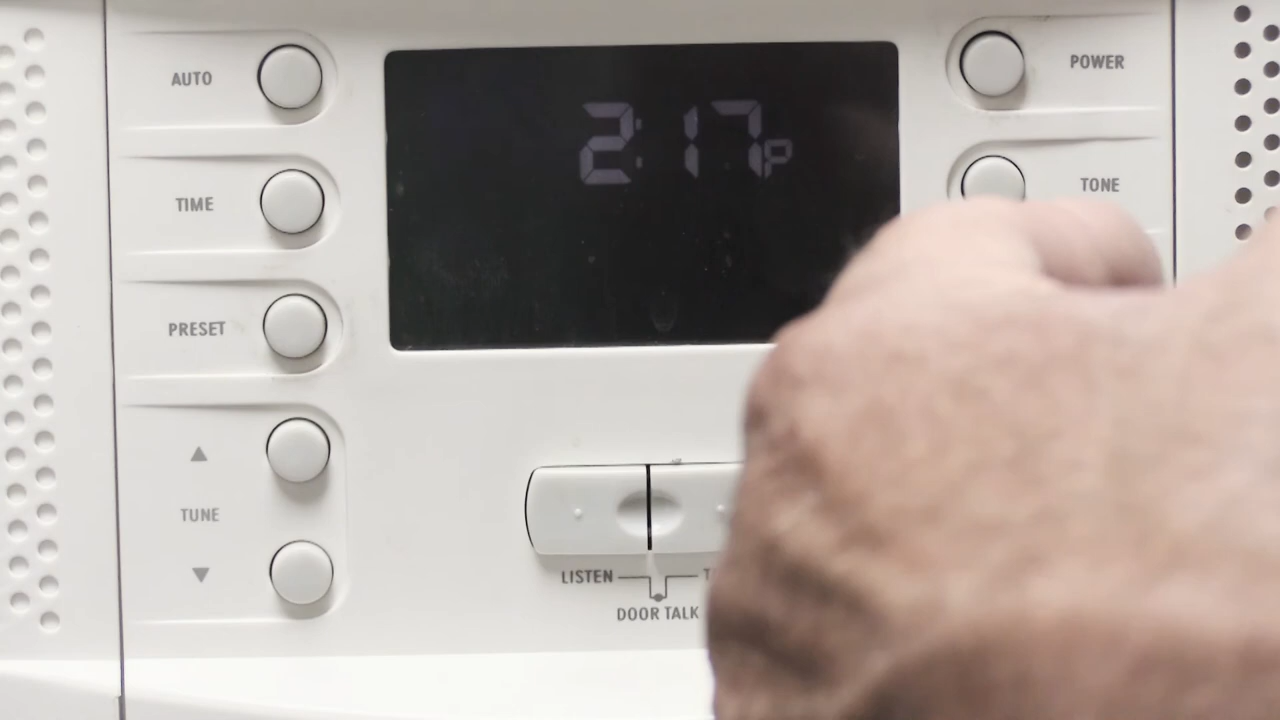 AUTO
TIME
PRESET
▲
TUNE
▼
2:17P
POWER
TONE
LISTEN
DOOR TALK